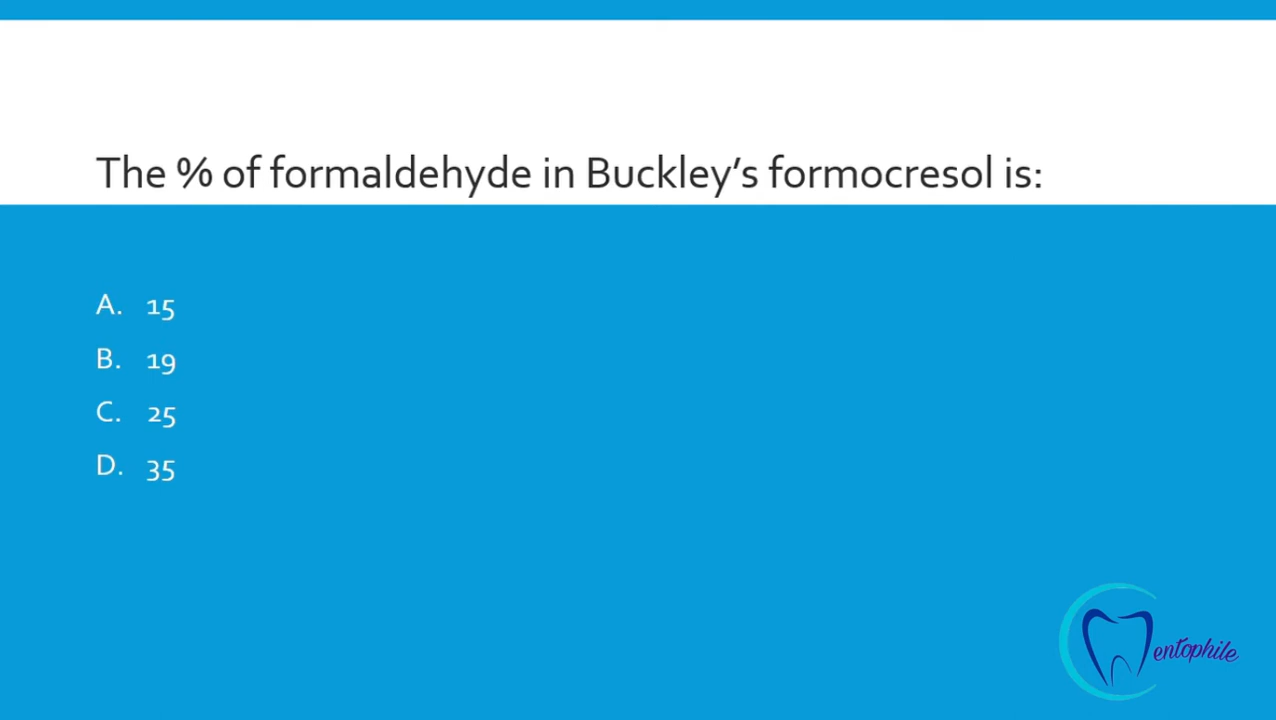 The % of formaldehyde in Buckley’s formocresol is:
A. 15
B. 19
C. 25
D. 35
entophile